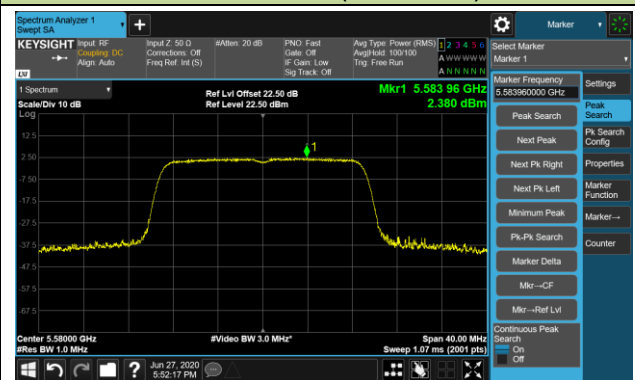 Spectrum Analyzer 1
Swept SA
Marker
KEYSIGHT
Input: RF
Coupling: DC
Align: Auto
Input Z: 50 Ω
Corrections: Off
Freq Ref: Int (S)
#Atten: 20 dB
PNO: Fast
Gate: Off
IF Gain: Low
Sig Track: Off
Avg Type: Power (RMS)
Avg|Hold: 100/100
Trig: Free Run
1 2 3 4 5 6
A W W W W W
A N N N N N
LXI
Select Marker
Marker 1
1 Spectrum
Scale/Div 10 dB
Log
Ref Lvl Offset 22.50 dB
Ref Level 22.50 dBm
Mkr1 5.583 96 GHz
2.380 dBm
12.5
2.50
-7.50
-17.5
-27.5
-37.5
-47.5
-57.5
-67.5
1
Center 5.58000 GHz
#Res BW 1.0 MHz
#Video BW 3.0 MHz*
Span 40.00 MHz
Sweep 1.07 ms (2001 pts)
Marker Frequency
5.583960000 GHz
Peak Search
Next Peak
Next Pk Right
Next Pk Left
Minimum Peak
Pk-Pk Search
Marker Delta
Mkr→CF
Mkr→Ref Lvl
Continuous Peak
Search
On
Off
Settings
Peak
Search
Pk Search
Config
Properties
Marker
Function
Marker→
Counter
Jun 27, 2020
5:52:17 PM